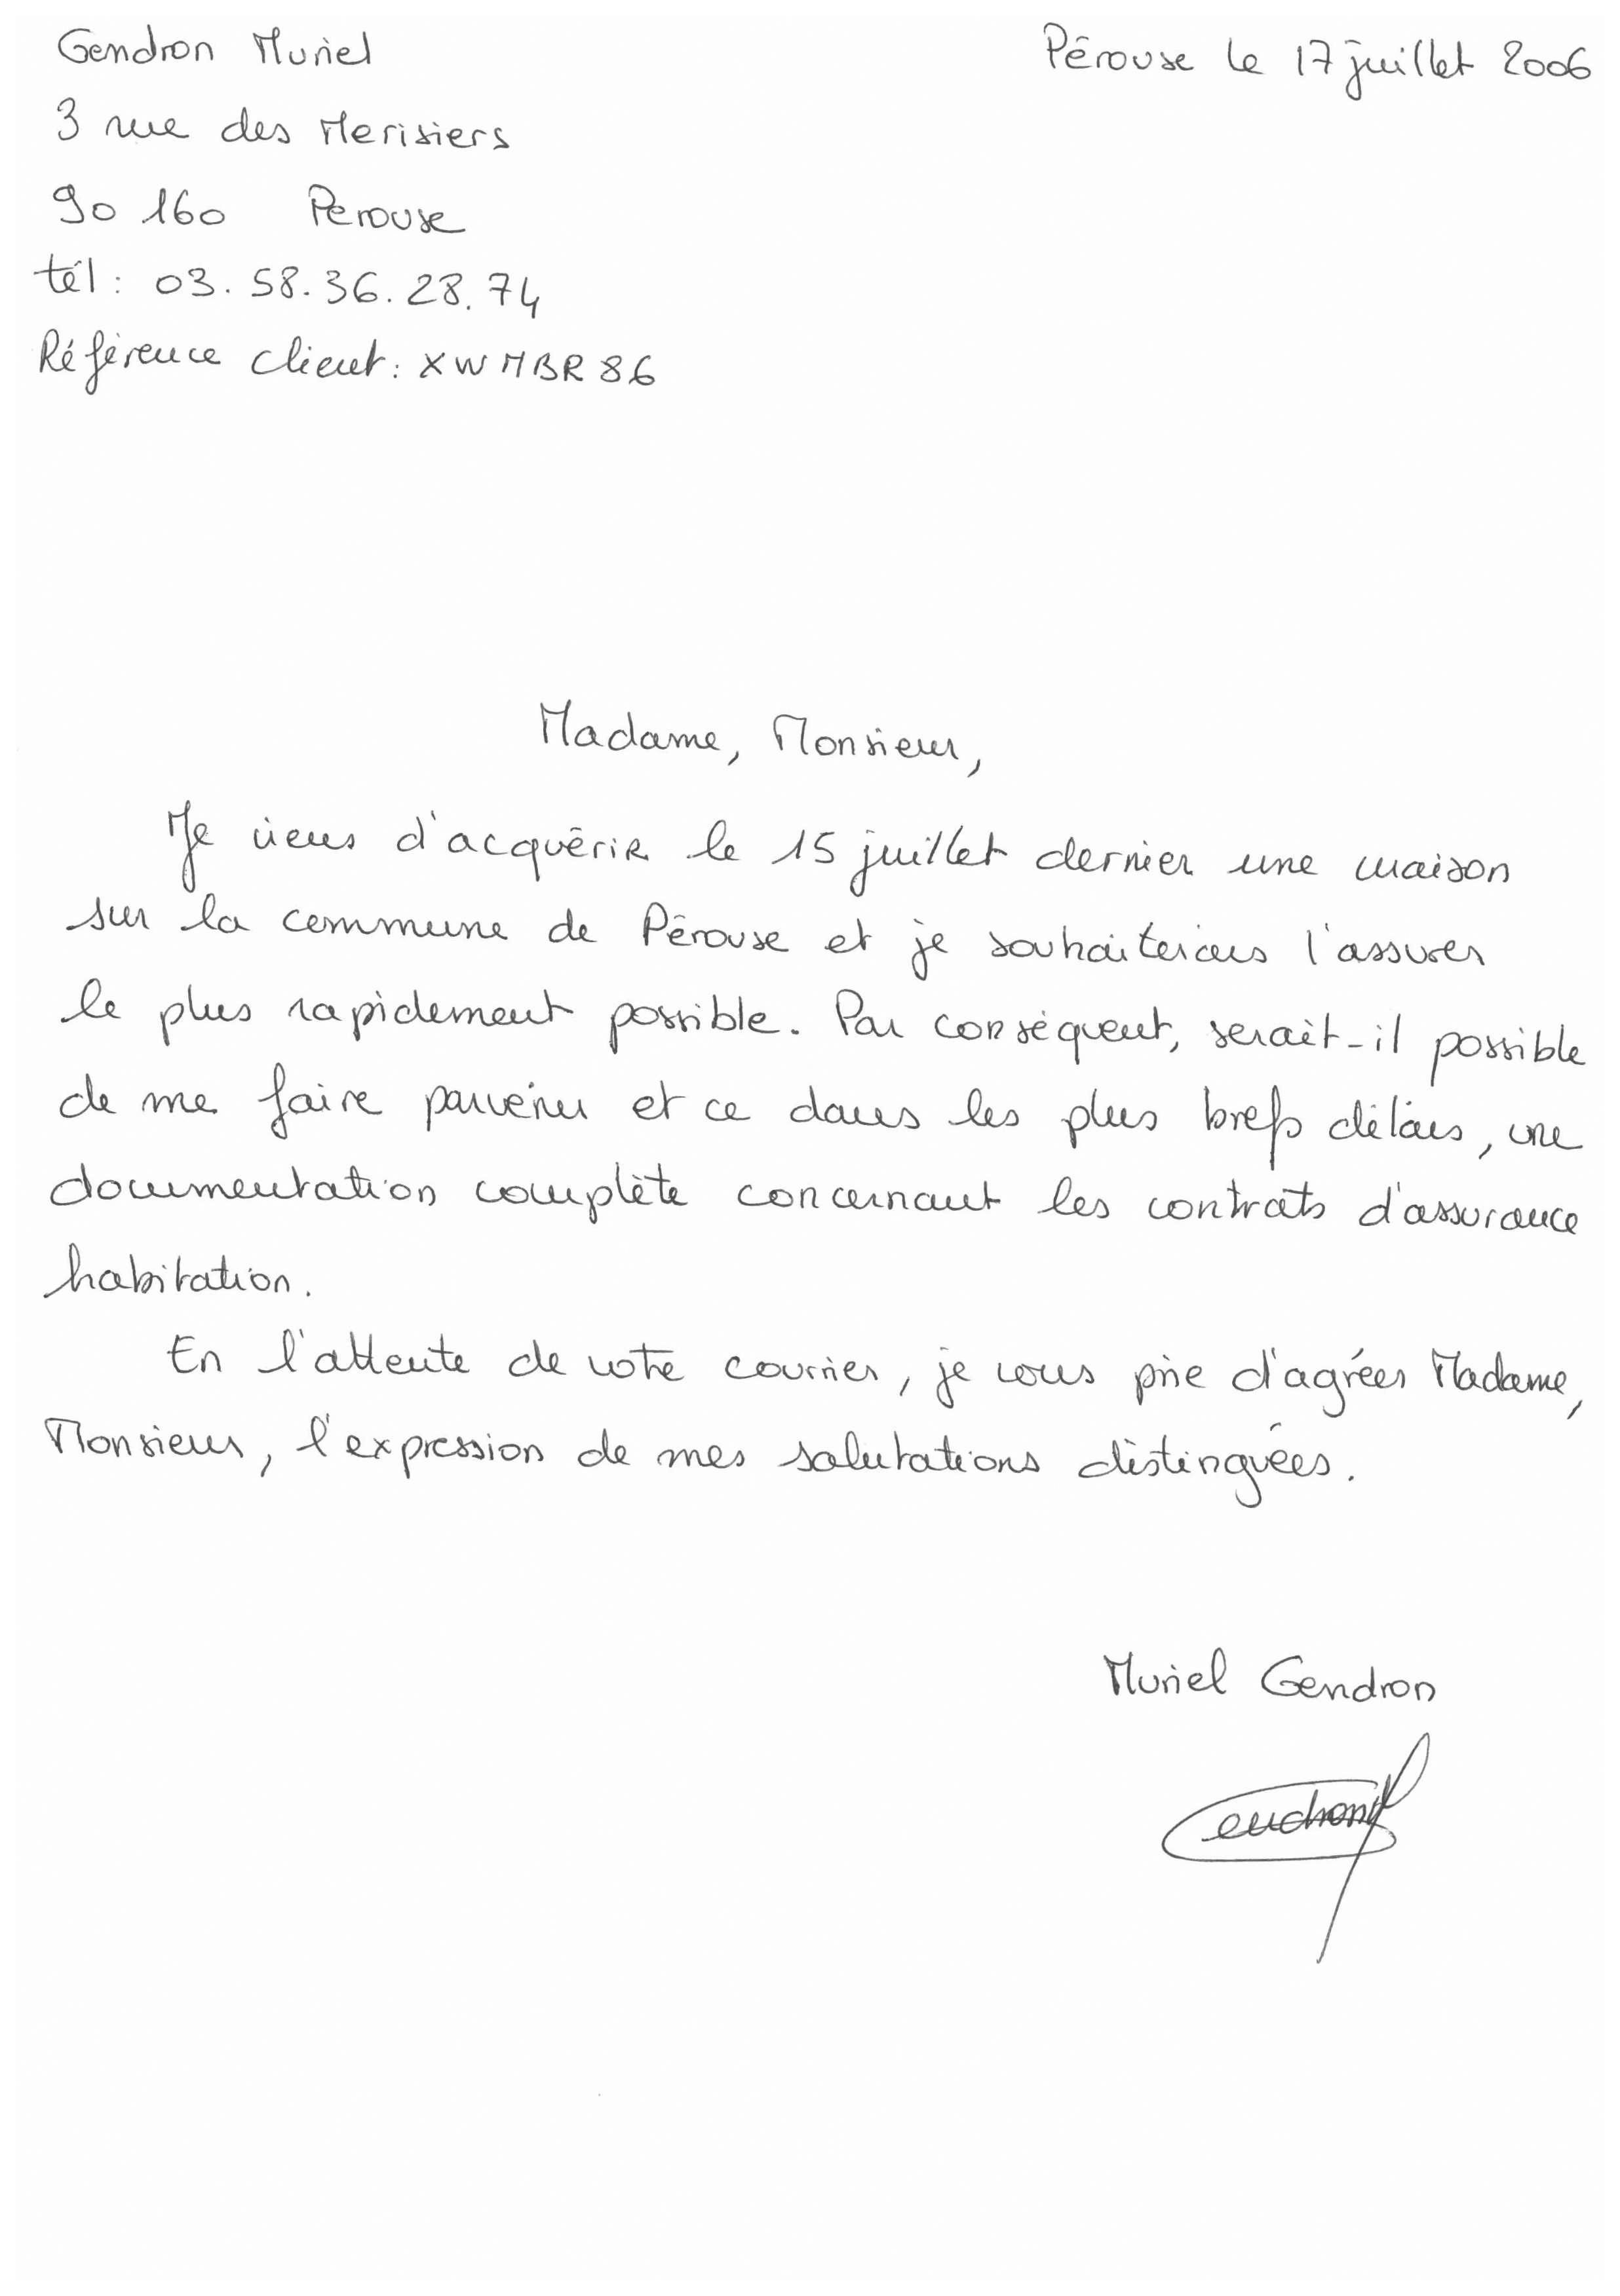 Gendron Muriel
Pérouse le 17 juillet 2006
3 rue des Merisiers
90 160 Perouse
tél : 03.58.36.28.74
Référence client : XWMBR86
Madame, Monsieur,
Je viens d'acquérir le 15 juillet dernier une maison
sur la commune de Pérouse et je souhaiterais l'assurer
le plus rapidement possible. Par conséquent, serait-il possible
de me faire parvenir et ce dans les plus brefs délais, une
documentation complète concernant les contrats d'assurance
habitation.
En l'attente de votre courrier, je vous prie d'agréer Madame,
Monsieur, l'expression de mes salutations distinguées.
Muriel Gendron